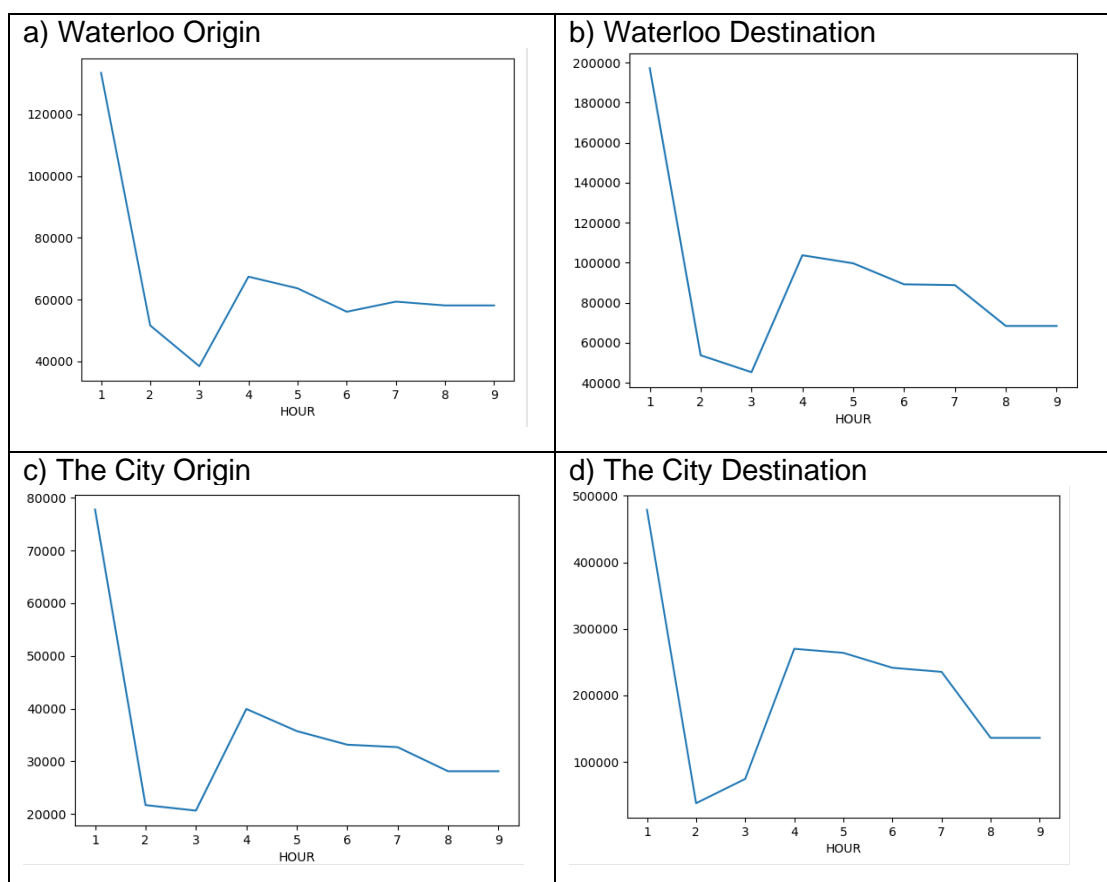 a) Waterloo Origin
120000
100000
80000
60000
40000
1 2 3 4 5 6 7 8 9
HOUR
b) Waterloo Destination
200000
180000
160000
140000
120000
100000
80000
60000
40000
1 2 3 4 5 6 7 8 9
HOUR
c) The City Origin
80000
70000
60000
50000
40000
30000
20000
1 2 3 4 5 6 7 8 9
HOUR
d) The City Destination
500000
400000
300000
200000
100000
1 2 3 4 5 6 7 8 9
HOUR